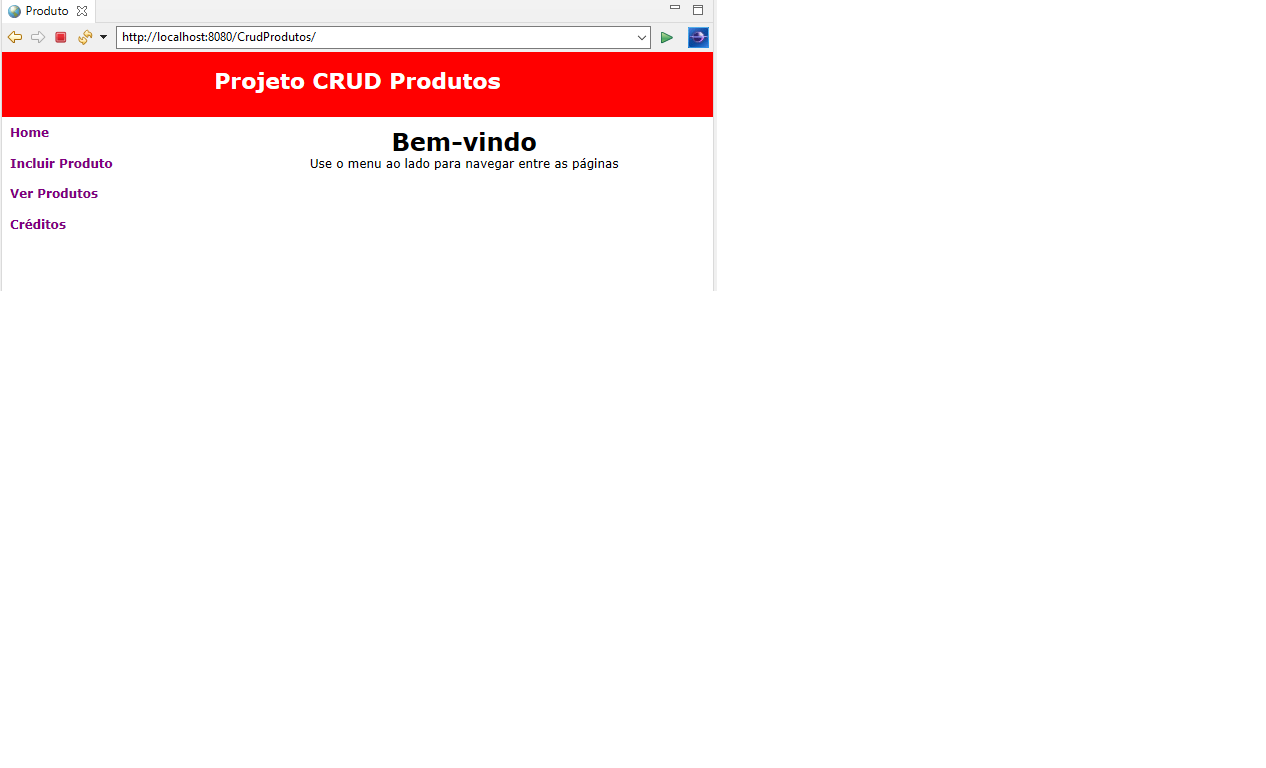 Produto
http://localhost:8080/CrudProdutos/
Projeto CRUD Produtos
Home
Incluir Produto
Ver Produtos
Créditos
Bem-vindo
Use o menu ao lado para navegar entre as páginas